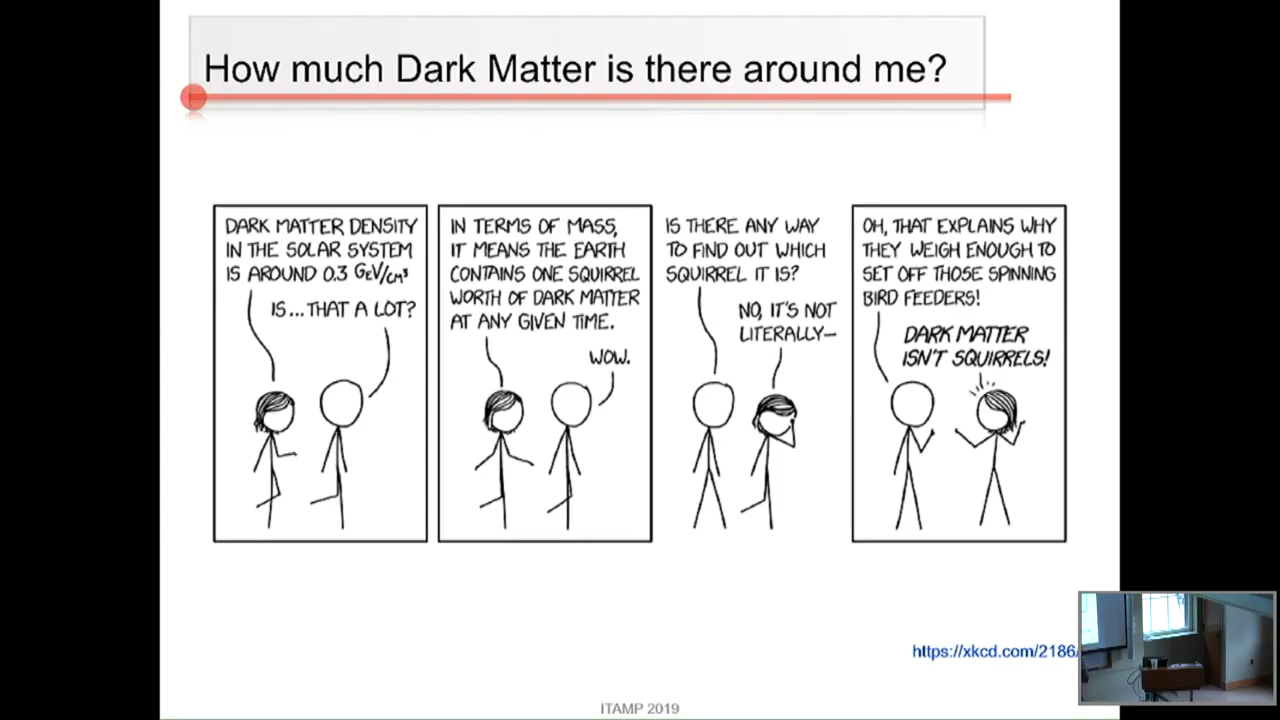 How much Dark Matter is there around me?
DARK MATTER DENSITY
IN THE SOLAR SYSTEM
IS AROUND 0.3 GEV/CM³
IS...THAT A LOT?
IN TERMS OF MASS,
IT MEANS THE EARTH
CONTAINS ONE SQUIRREL
WORTH OF DARK MATTER
AT ANY GIVEN TIME.
WOW.
IS THERE ANY WAY
TO FIND OUT WHICH
SQUIRREL IT IS?
NO, IT'S NOT
LITERALLY—
OH, THAT EXPLAINS WHY
THEY WEIGH ENOUGH TO
SET OFF THOSE SPINNING
BIRD FEEDERS!
DARK MATTER
ISN'T SQUIRRELS!
https://xkcd.com/2186/
ITAMP 2019